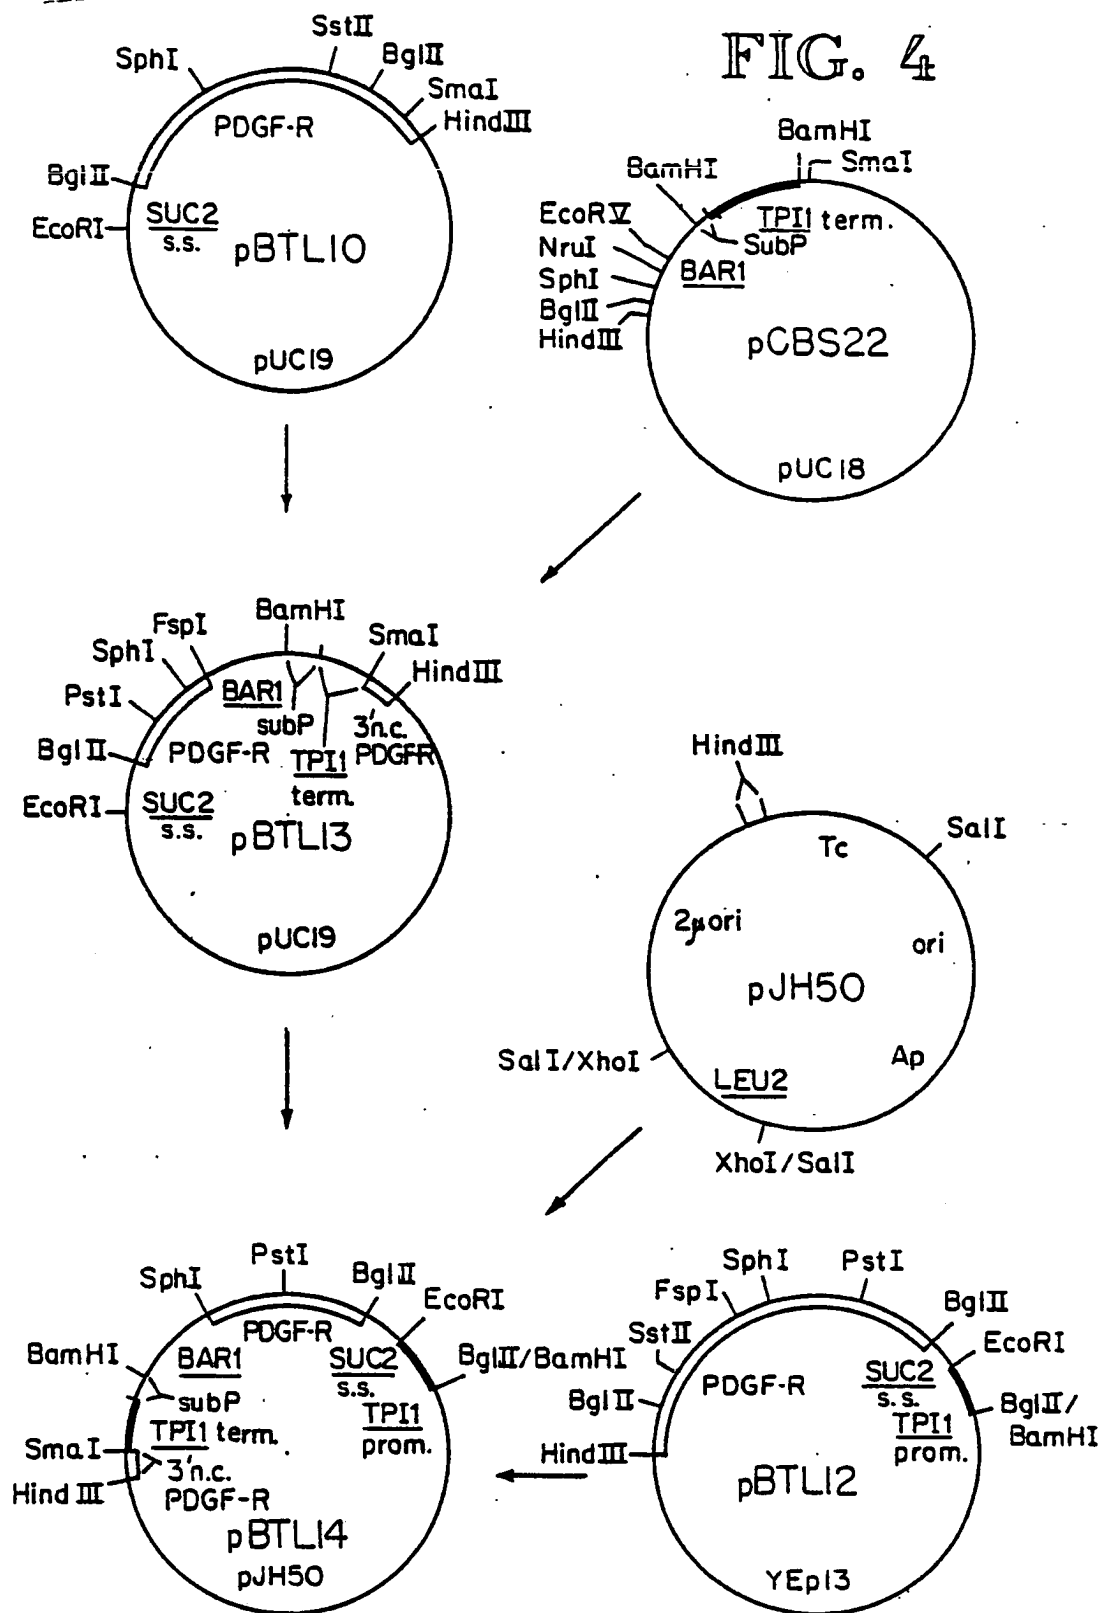 FIG. 4
SstII
SphI
BglII
SmaI
HindIII
PDGF-R
BglII
EcoRI
SUC2
s.s.
pBTL10
pUC19
BamHI
SmaI
BamHI
EcoRV
TPI1 term.
NruI
SubP
SphI
BAR1
BglII
HindIII
pCBS22
pUC18
BamHI
FspI
SmaI
SphI
HindIII
PstI
BAR1
subP
3'n.c.
BglII
PDGF-R
TPI1
PDGFR
term.
EcoRI
SUC2
s.s.
pBTL13
pUC19
HindIII
Tc
SalI
2µori
ori
pJH50
SalI/XhoI
Ap
LEU2
XhoI/SalI
PstI
SphI
BglII
EcoRI
PDGF-R
BamHI
BAR1
SUC2
s.s.
BglII/BamHI
subP
TPI1
prom.
TPI1 term.
SmaI
3'n.c.
HindIII
PDGF-R
pBTL14
pJH50
SphI
PstI
FspI
BglII
SstII
EcoRI
SUC2
s.s.
PDGF-R
BglII
BglII/
BamHI
TPI1
prom.
HindIII
pBTL12
YEp13